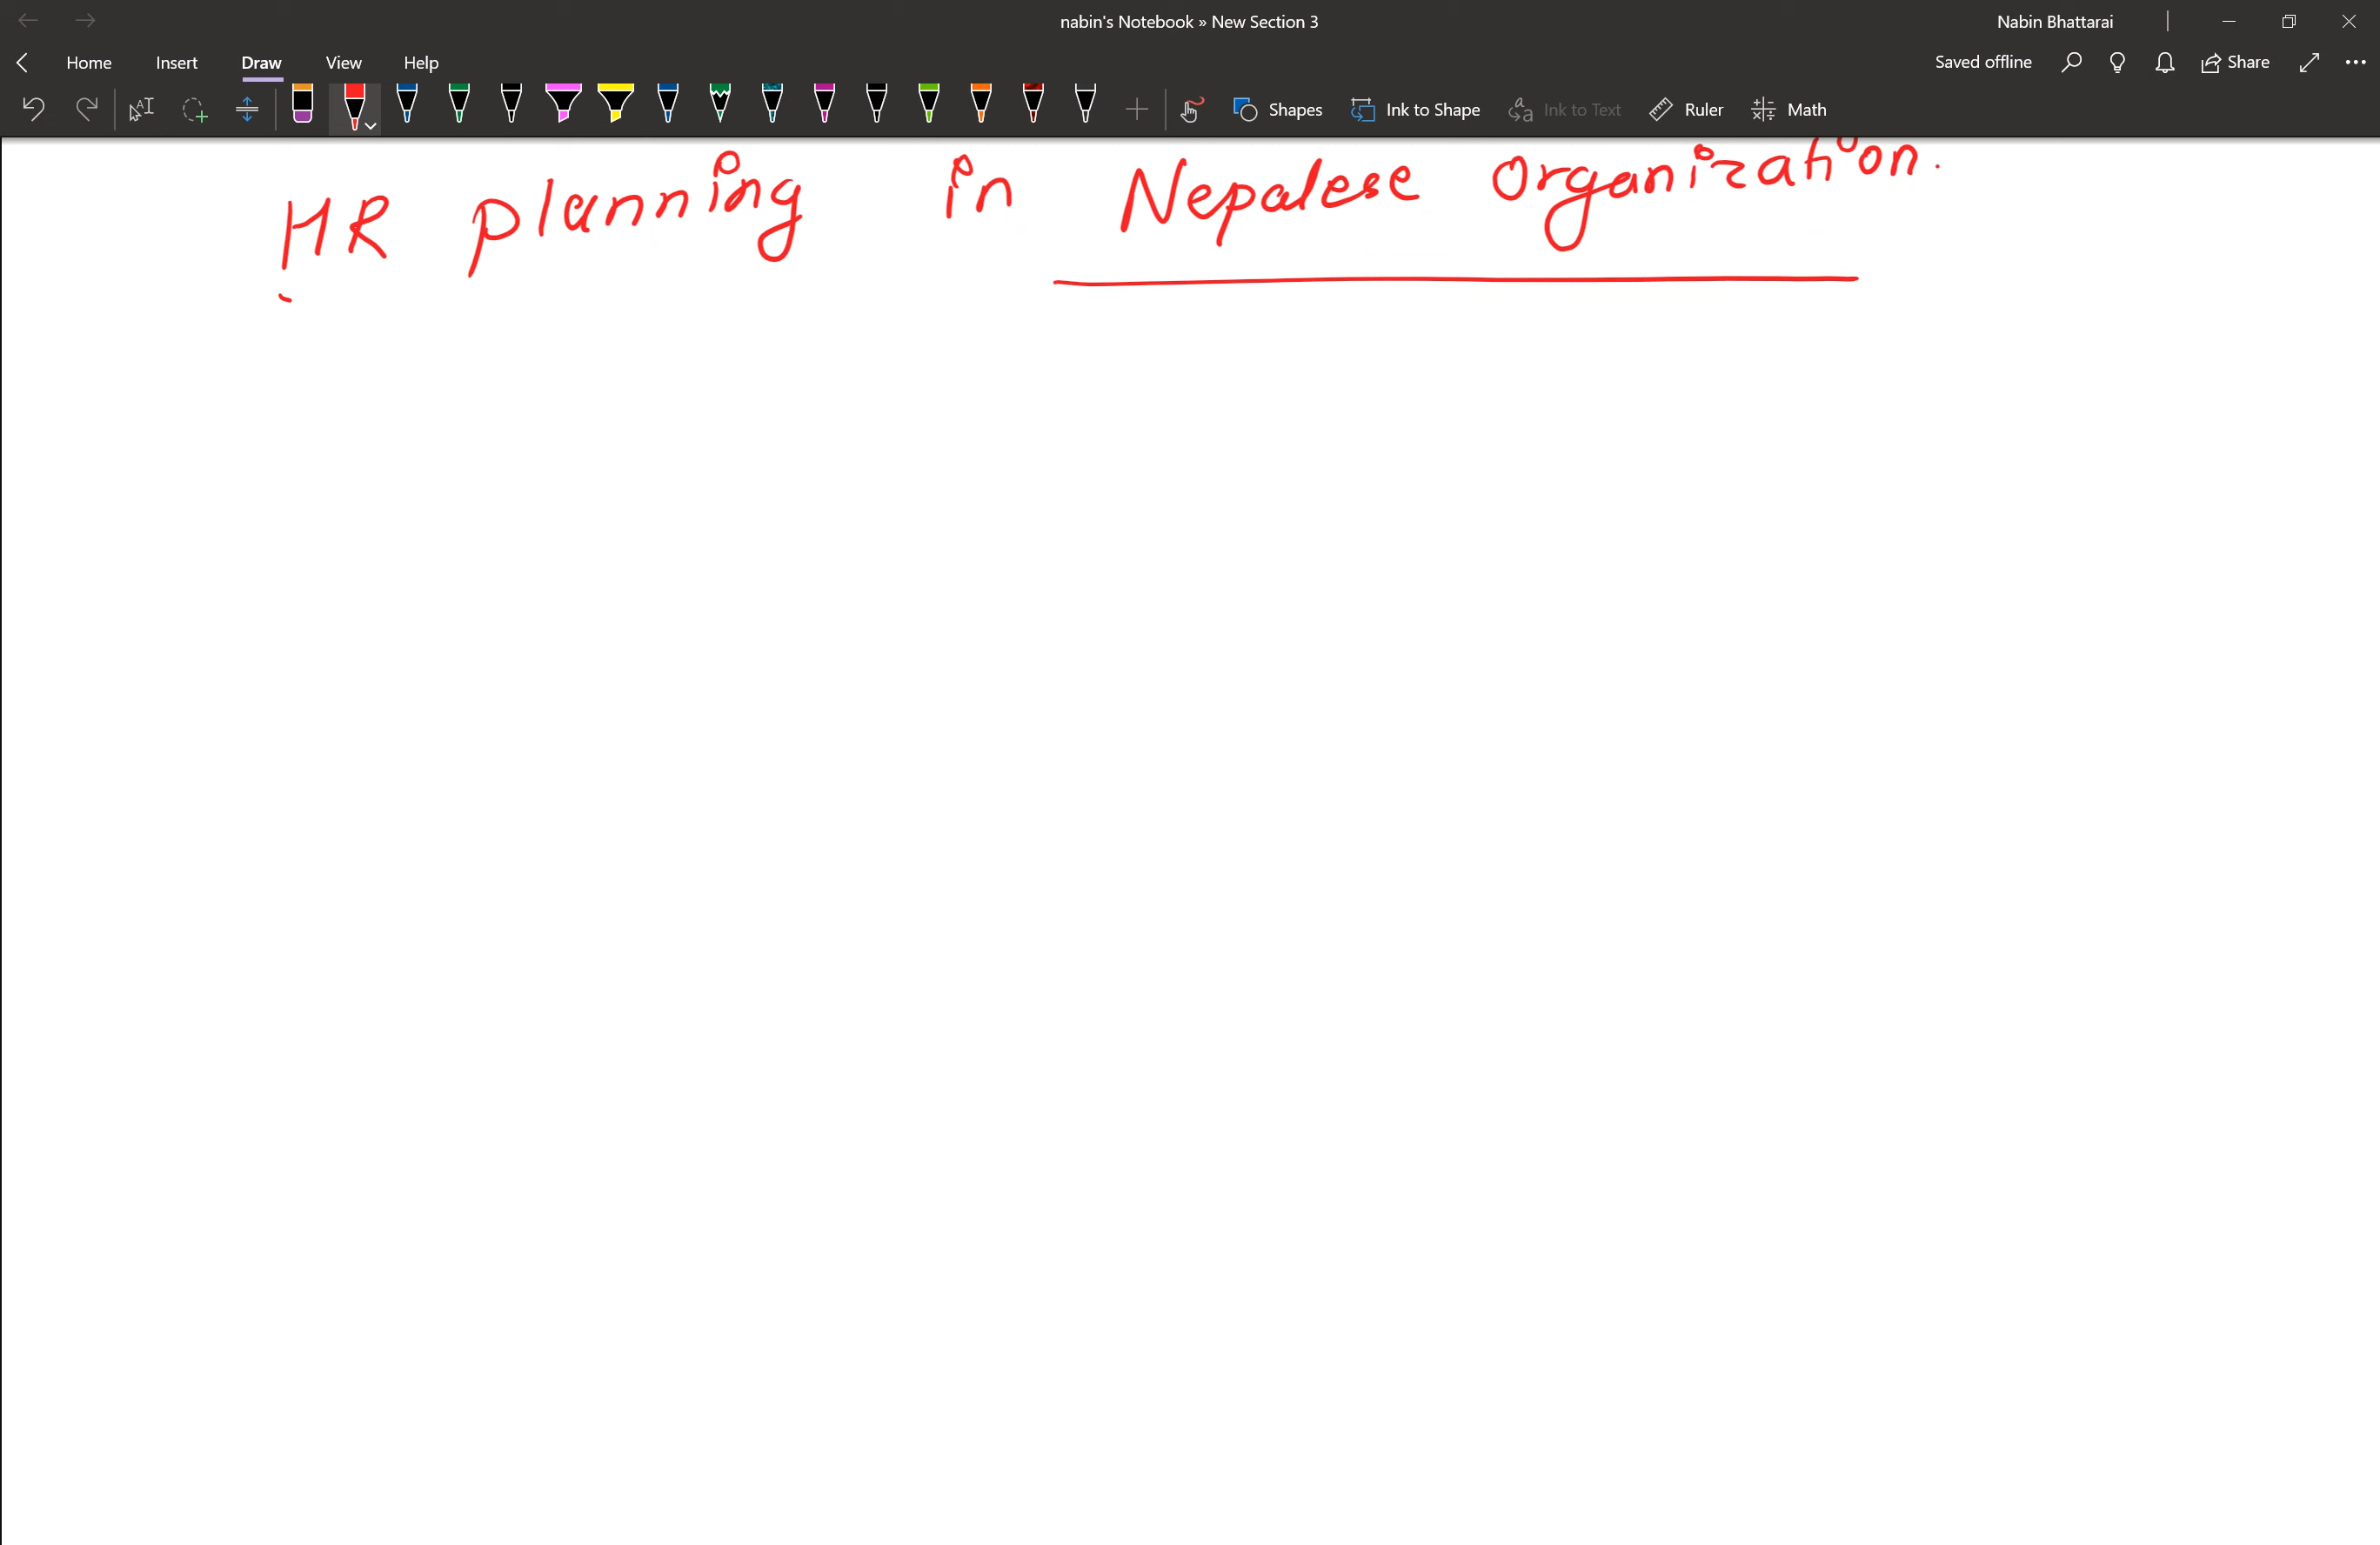 nabin's Notebook » New Section 3
Nabin Bhattarai
Home Insert Draw View Help
Saved offline
Share
Shapes Ink to Shape Ink to Text Ruler Math
HR planning in Nepalese Organization.